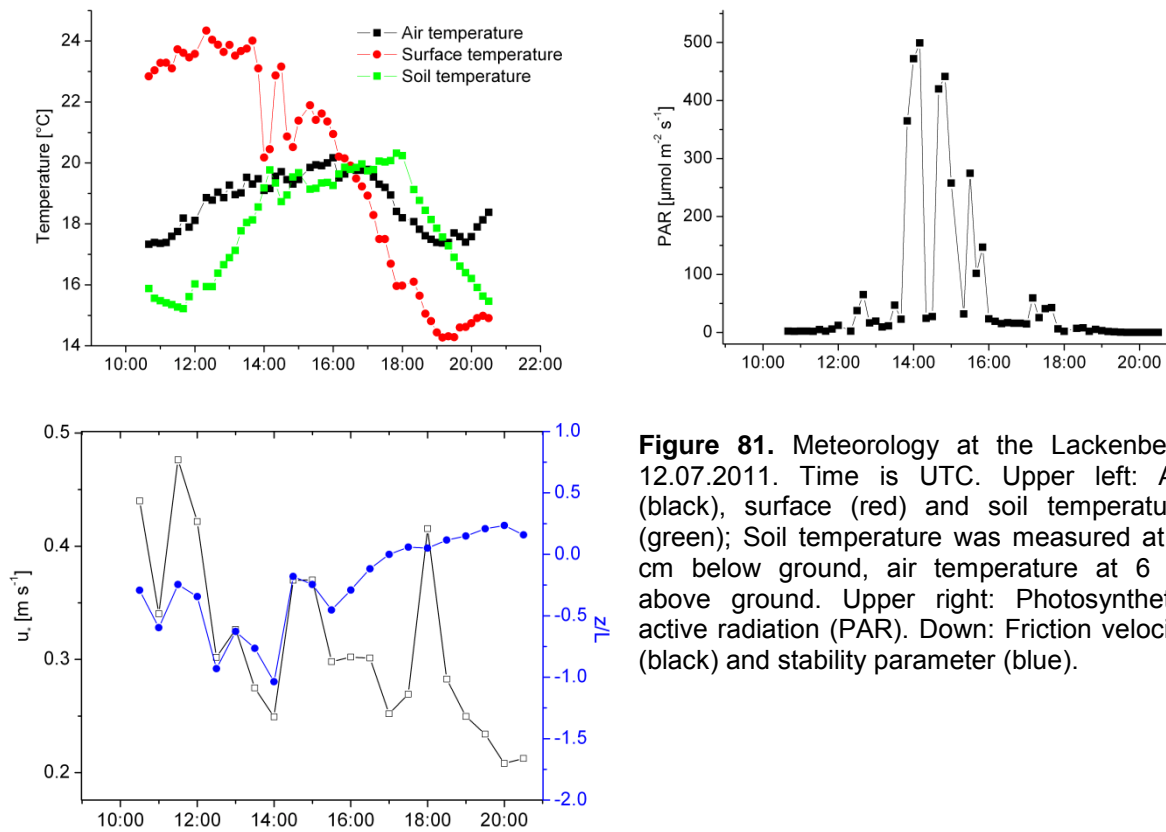 Temperature [°C]
24
22
20
18
16
14
Air temperature
Surface temperature
Soil temperature
10:00 12:00 14:00 16:00 18:00 20:00 22:00
PAR [µmol m⁻² s⁻¹]
500
400
300
200
100
0
10:00 12:00 14:00 16:00 18:00 20:00
u* [m s⁻¹]
0.5
0.4
0.3
0.2
1.0
0.5
0.0
-0.5
-1.0
-1.5
-2.0
z/L
10:00 12:00 14:00 16:00 18:00 20:00
Figure 81. Meteorology at the Lackenbe
12.07.2011. Time is UTC. Upper left: A
(black), surface (red) and soil temperatu
(green); Soil temperature was measured at
cm below ground, air temperature at 6
above ground. Upper right: Photosynthet
active radiation (PAR). Down: Friction veloci
(black) and stability parameter (blue).